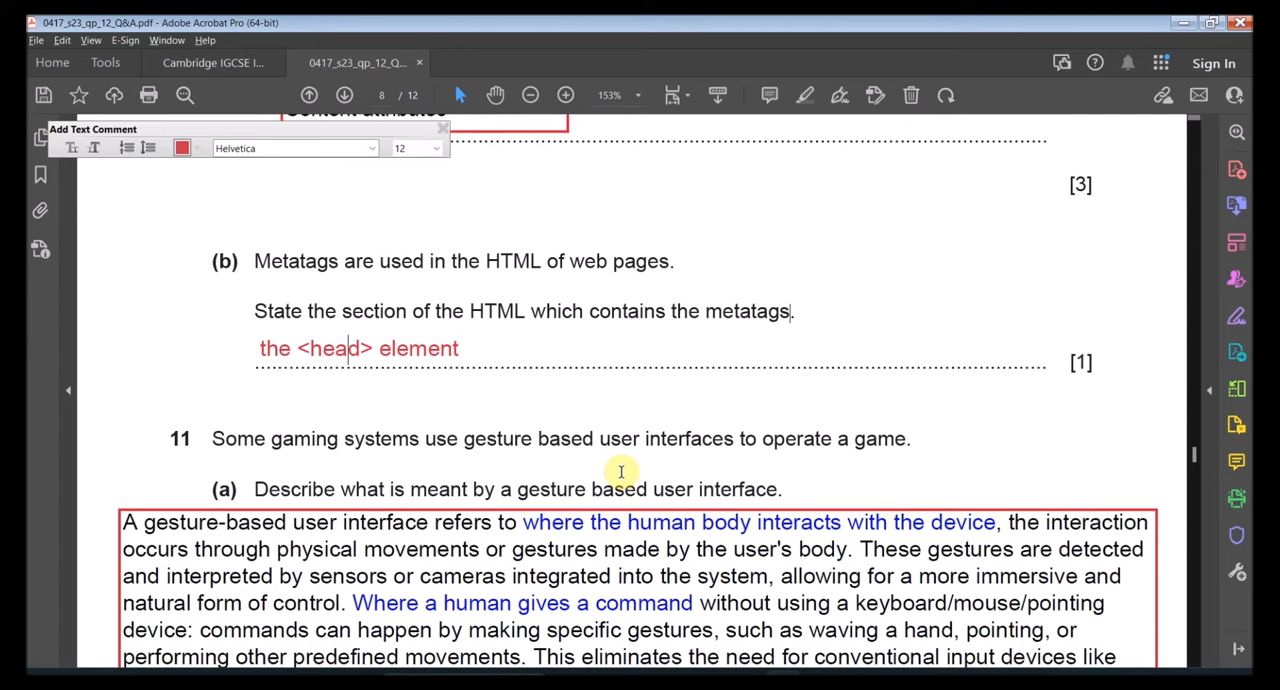 0417_s23_qp_12_Q&A.pdf - Adobe Acrobat Pro (64-bit)
File Edit View E-Sign Window Help
Home Tools Cambridge IGCSE I... 0417_s23_qp_12_Q... × Sign In
8 / 12 153%
Content attributes
Add Text Comment
Helvetica 12
[3]
(b) Metatags are used in the HTML of web pages.
State the section of the HTML which contains the metatags.
the <head> element
[1]
11 Some gaming systems use gesture based user interfaces to operate a game.
(a) Describe what is meant by a gesture based user interface.
A gesture-based user interface refers to where the human body interacts with the device, the interaction
occurs through physical movements or gestures made by the user's body. These gestures are detected
and interpreted by sensors or cameras integrated into the system, allowing for a more immersive and
natural form of control. Where a human gives a command without using a keyboard/mouse/pointing
device: commands can happen by making specific gestures, such as waving a hand, pointing, or
performing other predefined movements. This eliminates the need for conventional input devices like